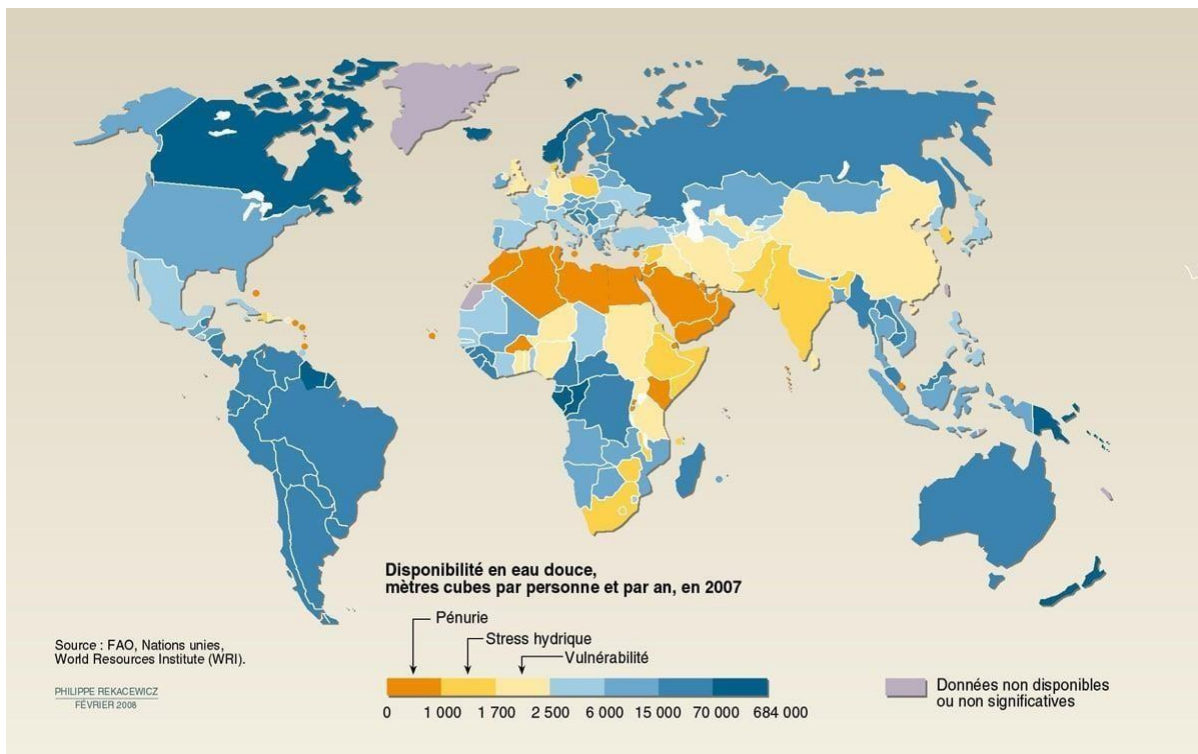 Disponibilité en eau douce,
mètres cubes par personne et par an, en 2007
Pénurie
Stress hydrique
Vulnérabilité
0 1 000 1 700 2 500 6 000 15 000 70 000 684 000
Données non disponibles
ou non significatives
Source : FAO, Nations unies,
World Resources Institute (WRI).
PHILIPPE REKACEWICZ
FÉVRIER 2008